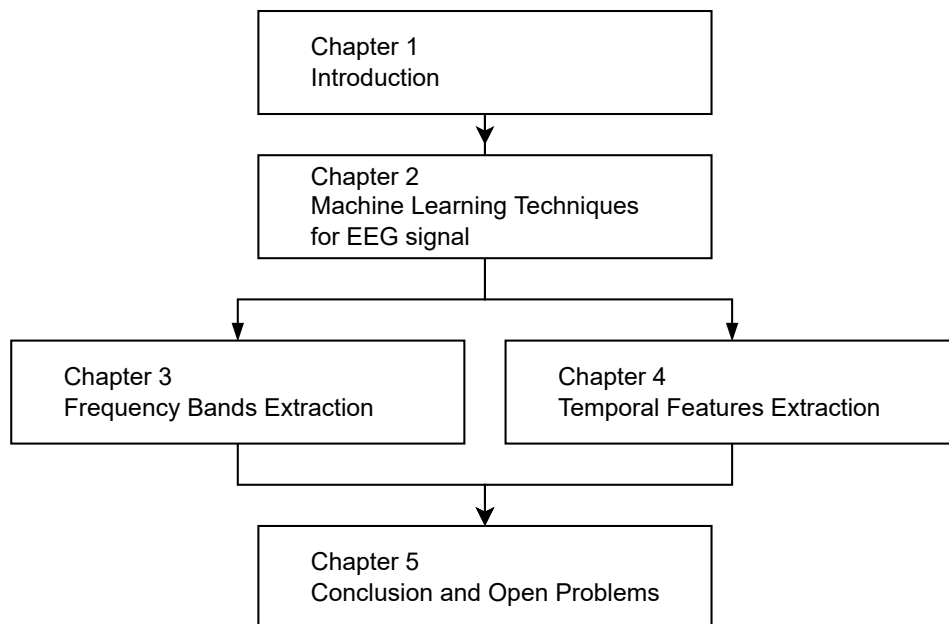 Chapter 1
Introduction
Chapter 2
Machine Learning Techniques
for EEG signal
Chapter 3
Frequency Bands Extraction
Chapter 4
Temporal Features Extraction
Chapter 5
Conclusion and Open Problems